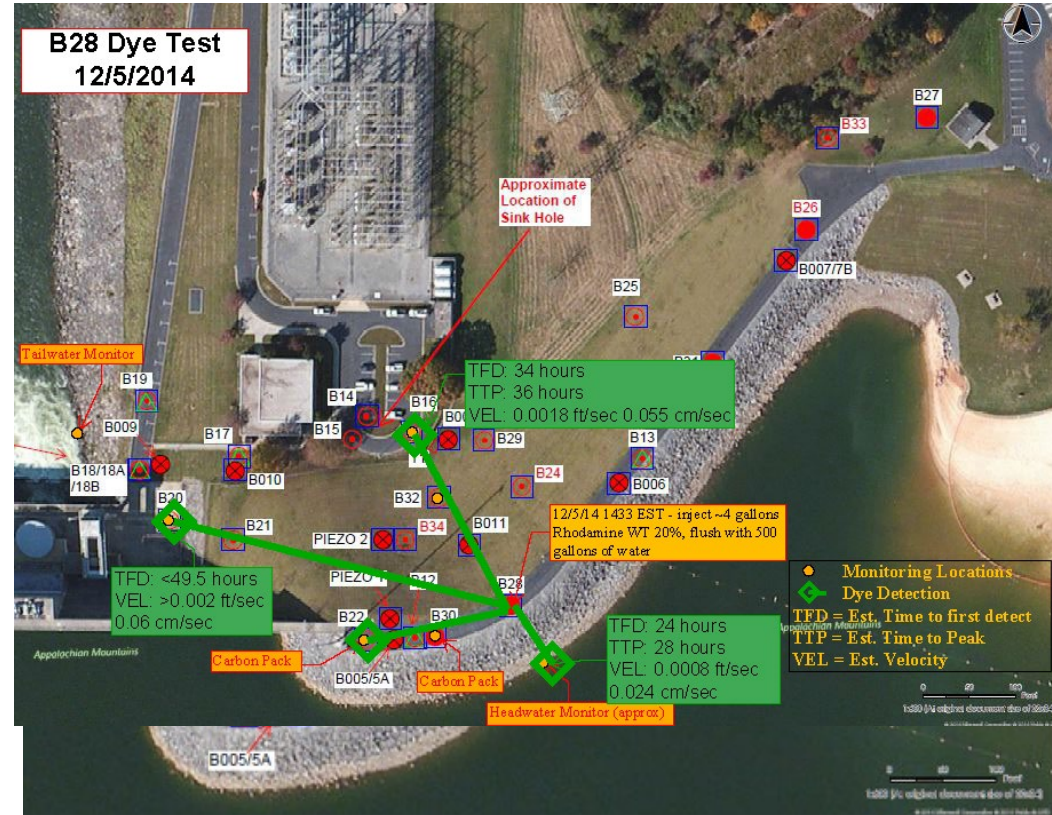 B28 Dye Test
12/5/2014
B27
B33
Approximate
Location of
Sink Hole
B26
B007/7B
B25
Tailwater Monitor
TFD: 34 hours
TTP: 36 hours
VEL: 0.0018 ft/sec 0.055 cm/sec
B19
B14
B16
B009
B15
B17
B29
B13
B18/18A
/18B
B010
B24
B006
B20
B32
B21
PIEZO 2
B34
B011
12/5/14 1433 EST - inject ~4 gallons
Rhodamine WT 20%, flush with 500
gallons of water
TFD: <49.5 hours
VEL: >0.002 ft/sec
0.06 cm/sec
PIEZO
B12
B28
B22
B30
Monitoring Locations
Dye Detection
TFD = Est. Time to first detect
TTP = Est. Time to Peak
VEL = Est. Velocity
TFD: 24 hours
TTP: 28 hours
VEL: 0.0008 ft/sec
0.024 cm/sec
Appalachian Mountains
Appalachian Mountains
Carbon Pack
B005/5A
Carbon Pack
Headwater Monitor (approx)
B005/5A